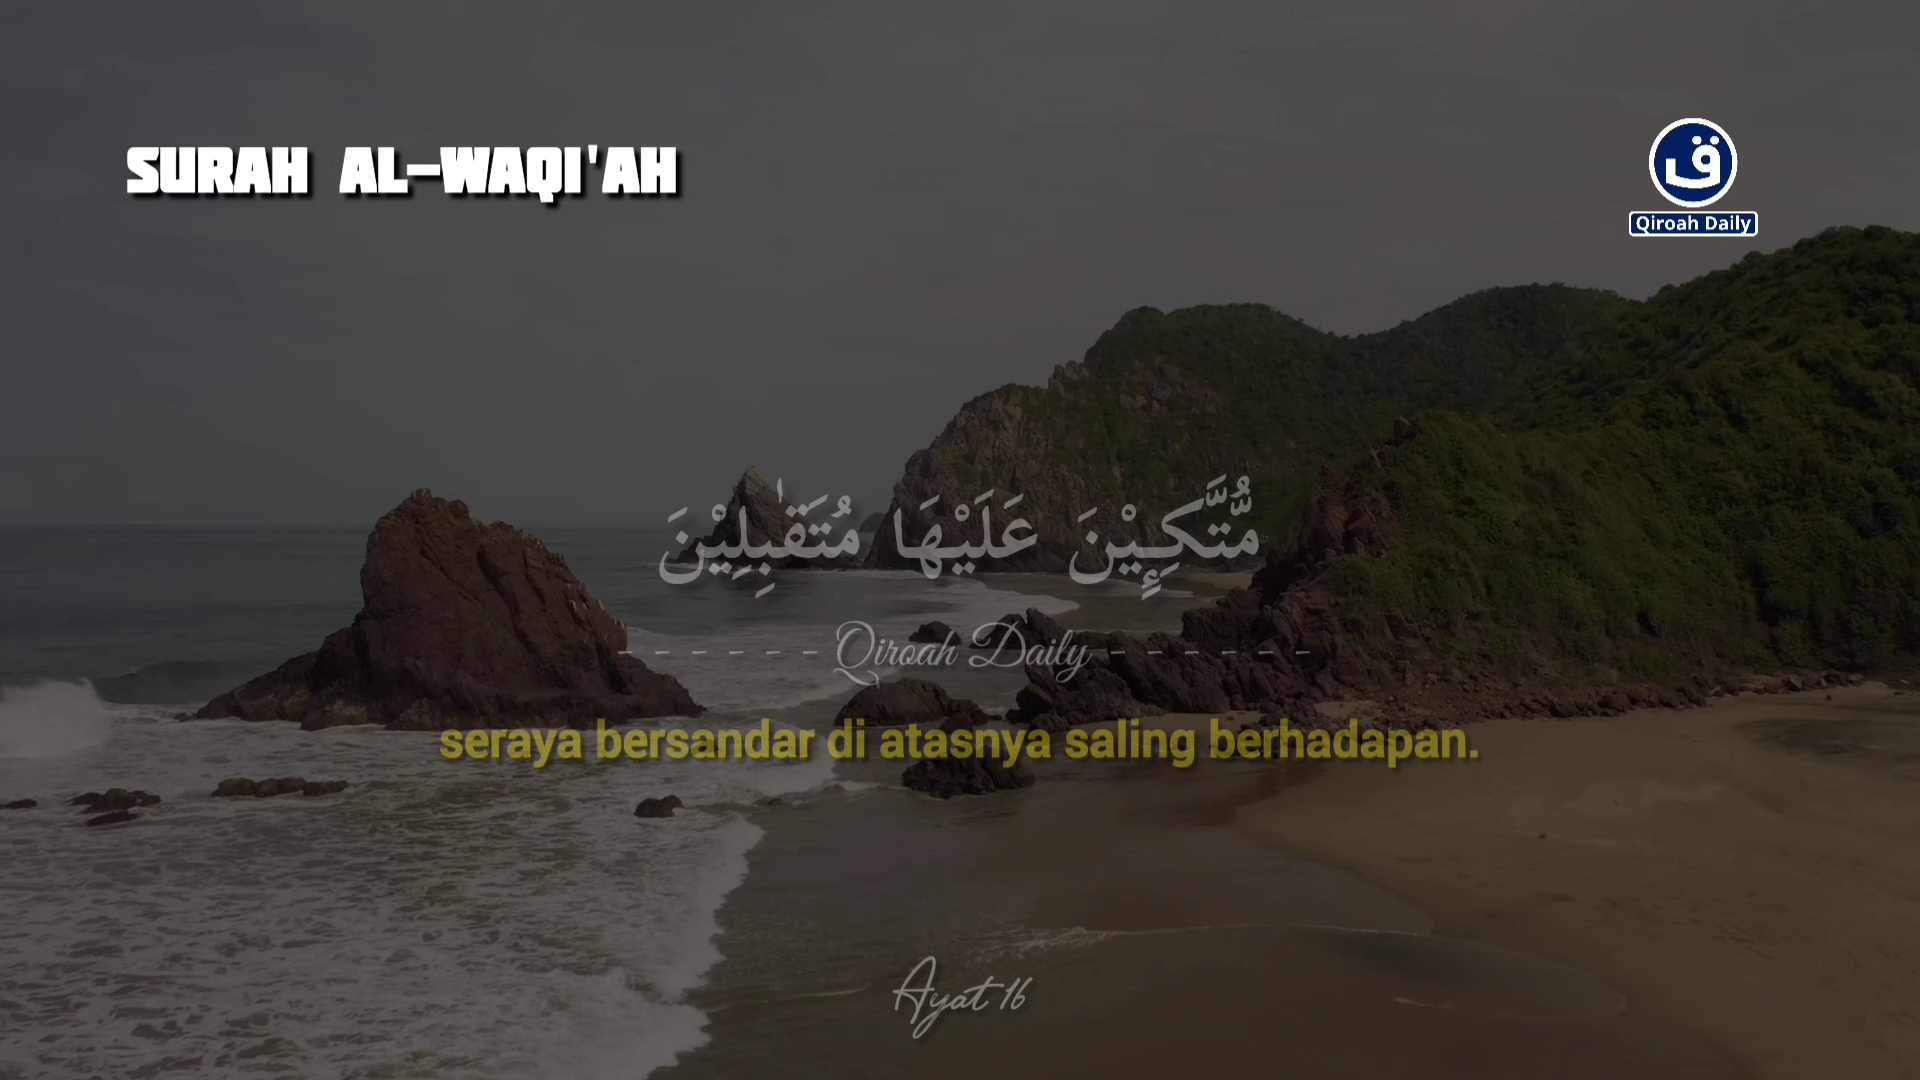 SURAH AL-WAQI'AH
ق
Qiroah Daily
مُّتَّكِـِٕيْنَ عَلَيْهَا مُتَقٰبِلِيْنَ
Qiroah Daily
seraya bersandar di atasnya saling berhadapan.
Ayat 16